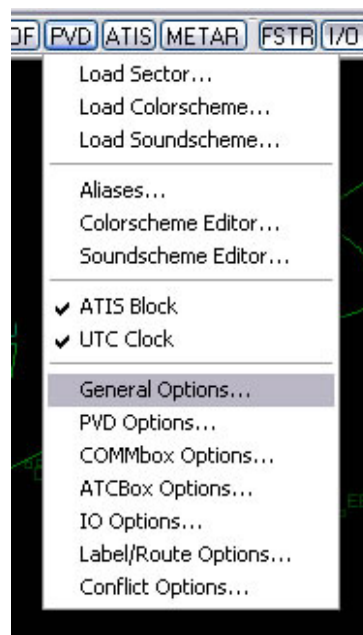 OF PVD ATIS METAR FSTR I/O
Load Sector...
Load Colorscheme...
Load Soundscheme...
Aliases...
Colorscheme Editor...
Soundscheme Editor...
ATIS Block
UTC Clock
General Options...
PVD Options...
COMMbox Options...
ATCBox Options...
IO Options...
Label/Route Options...
Conflict Options...